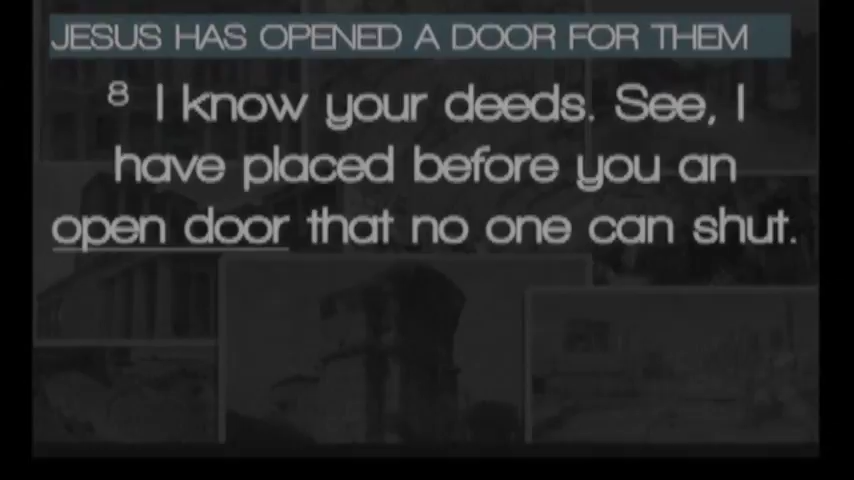 JESUS HAS OPENED A DOOR FOR THEM
8 I know your deeds. See, I
have placed before you an
open door that no one can shut.